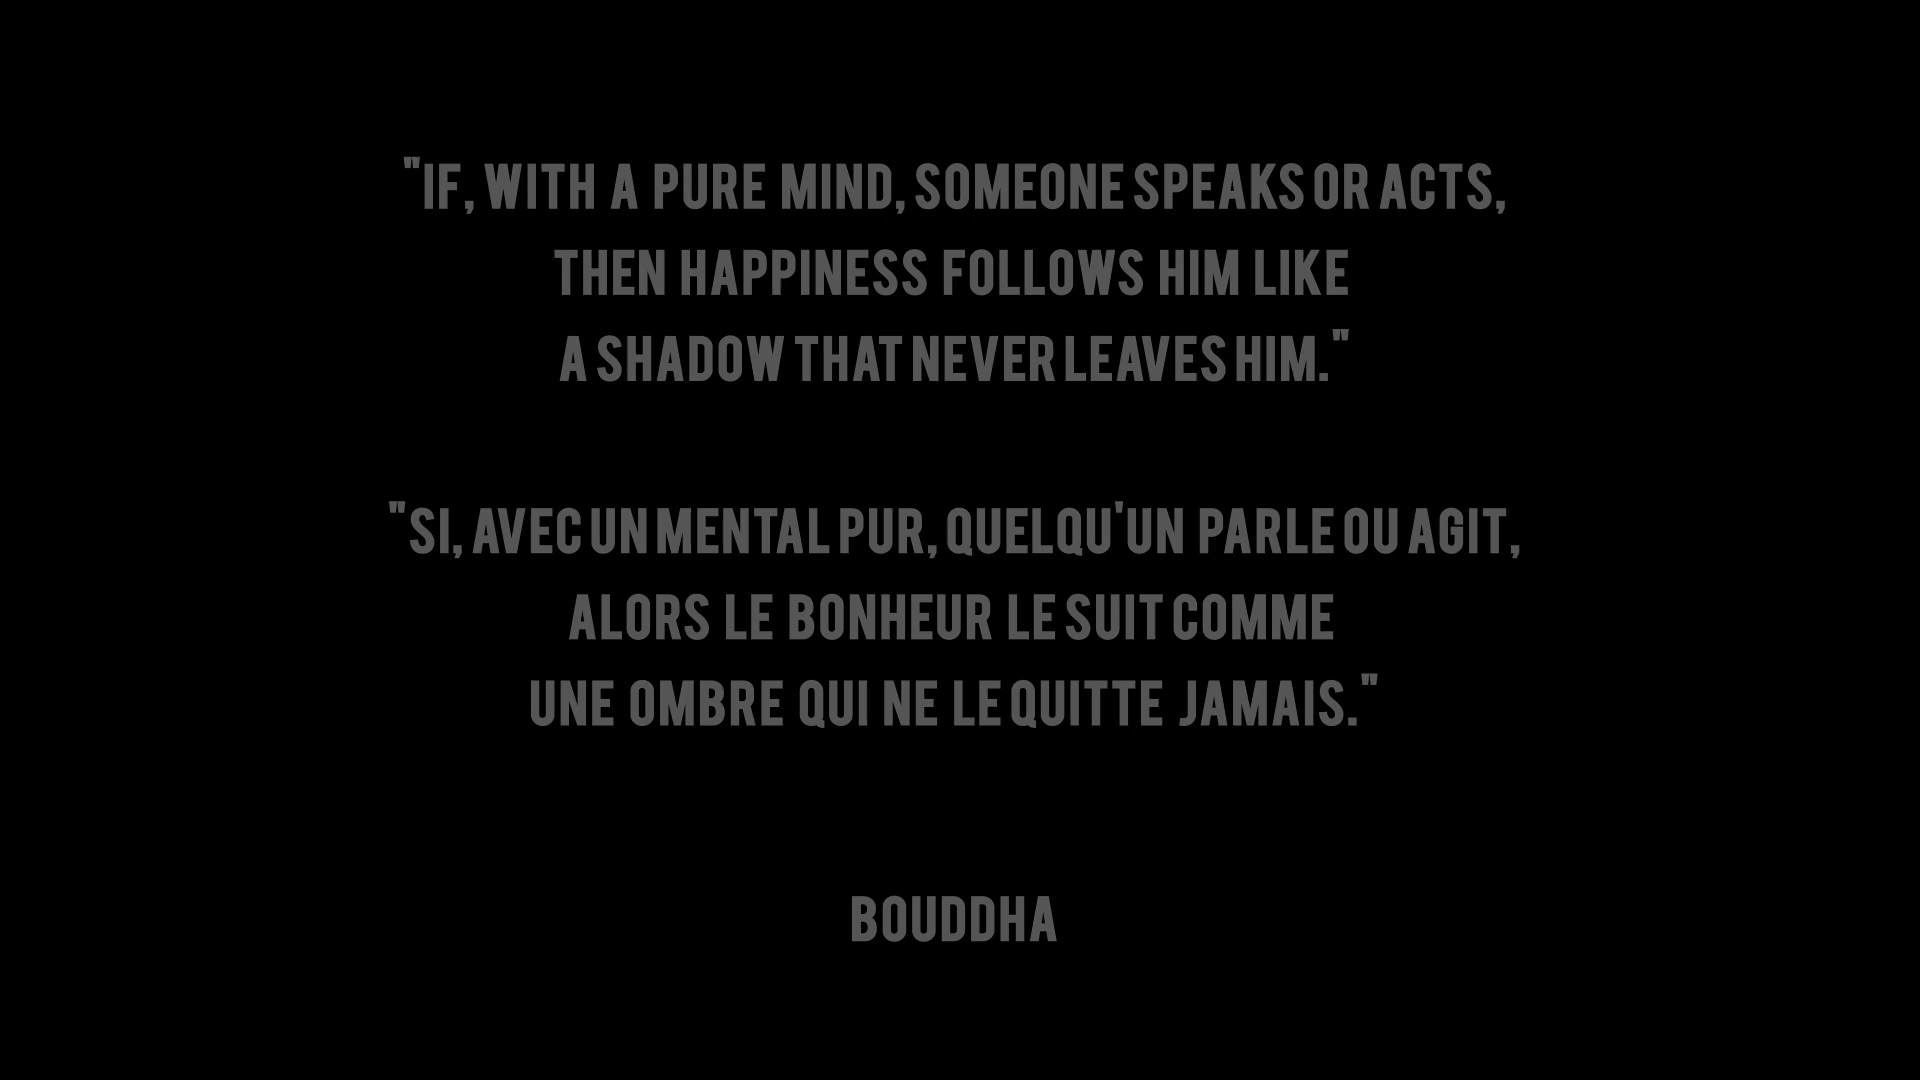 "IF, WITH A PURE MIND, SOMEONE SPEAKS OR ACTS,
THEN HAPPINESS FOLLOWS HIM LIKE
A SHADOW THAT NEVER LEAVES HIM."
"SI, AVEC UN MENTAL PUR, QUELQU'UN PARLE OU AGIT,
ALORS LE BONHEUR LE SUIT COMME
UNE OMBRE QUI NE LE QUITTE JAMAIS."
BOUDDHA